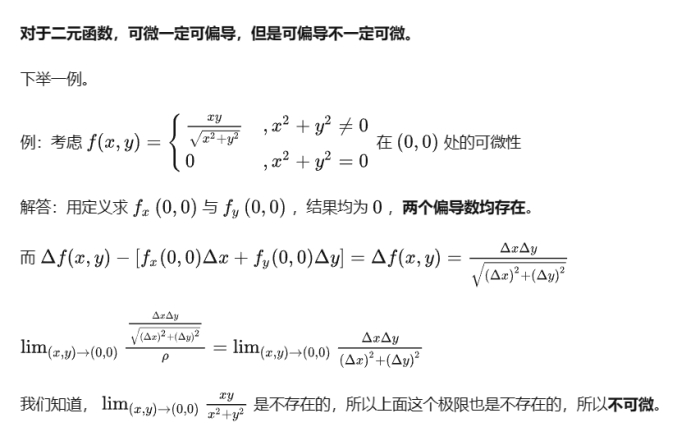 对于二元函数，可微一定可偏导，但是可偏导不一定可微。
下举一例。
例：考虑 $f(x,y)=\begin{cases}\frac{xy}{\sqrt{x^2+y^2}} & ,x^2+y^2\neq 0\\ 0 & ,x^2+y^2=0\end{cases}$ 在 $(0,0)$ 处的可微性
解答：用定义求 $f_x(0,0)$ 与 $f_y(0,0)$ ，结果均为 $0$ ，两个偏导数均存在。
而 $\Delta f(x,y)-[f_x(0,0)\Delta x+f_y(0,0)\Delta y]=\Delta f(x,y)=\frac{\Delta x\Delta y}{\sqrt{(\Delta x)^2+(\Delta y)^2}}$
$\lim_{(x,y)\to(0,0)}\frac{\frac{\Delta x\Delta y}{\sqrt{(\Delta x)^2+(\Delta y)^2}}}{\rho}=\lim_{(x,y)\to(0,0)}\frac{\Delta x\Delta y}{(\Delta x)^2+(\Delta y)^2}$
我们知道， $\lim_{(x,y)\to(0,0)}\frac{xy}{x^2+y^2}$ 是不存在的，所以上面这个极限也是不存在的，所以不可微。